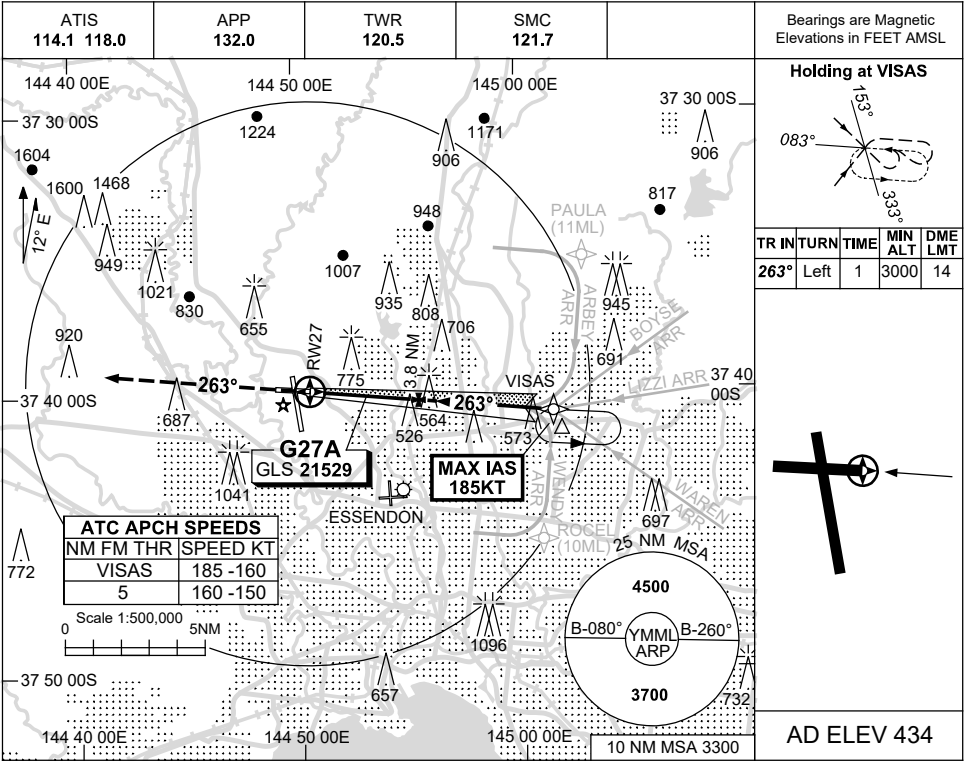 ATIS
114.1 118.0
APP
132.0
TWR
120.5
SMC
121.7
Bearings are Magnetic
Elevations in FEET AMSL
144 40 00E
144 50 00E
145 00 00E
37 30 00S
37 30 00S
1224
1171
906
906
1604
1600
1468
12° E
949
1021
830
655
1007
935
948
808
706
817
PAULA
(11ML)
ARBEY
ARR
945
691
BOYSE
ARR
920
RW27
775
3.8 NM
VISAS
LIZZI ARR
37 40
00S
37 40 00S
263°
263°
687
526
564
573
G27A
GLS 21529
MAX IAS
185KT
1041
ESSENDON
WENDY
ARR
WAREN
ARR
697
ROCEL
(10ML)
ATC APCH SPEEDS
NM FM THR SPEED KT
VISAS 185 -160
5 160 -150
772
Scale 1:500,000
0 5NM
25 NM MSA
4500
B-080°
YMML
ARP
B-260°
3700
1096
657
732
37 50 00S
144 40 00E
144 50 00E
145 00 00E
10 NM MSA 3300
Holding at VISAS
153°
083°
333°
TR IN TURN TIME MIN ALT DME LMT
263° Left 1 3000 14
AD ELEV 434